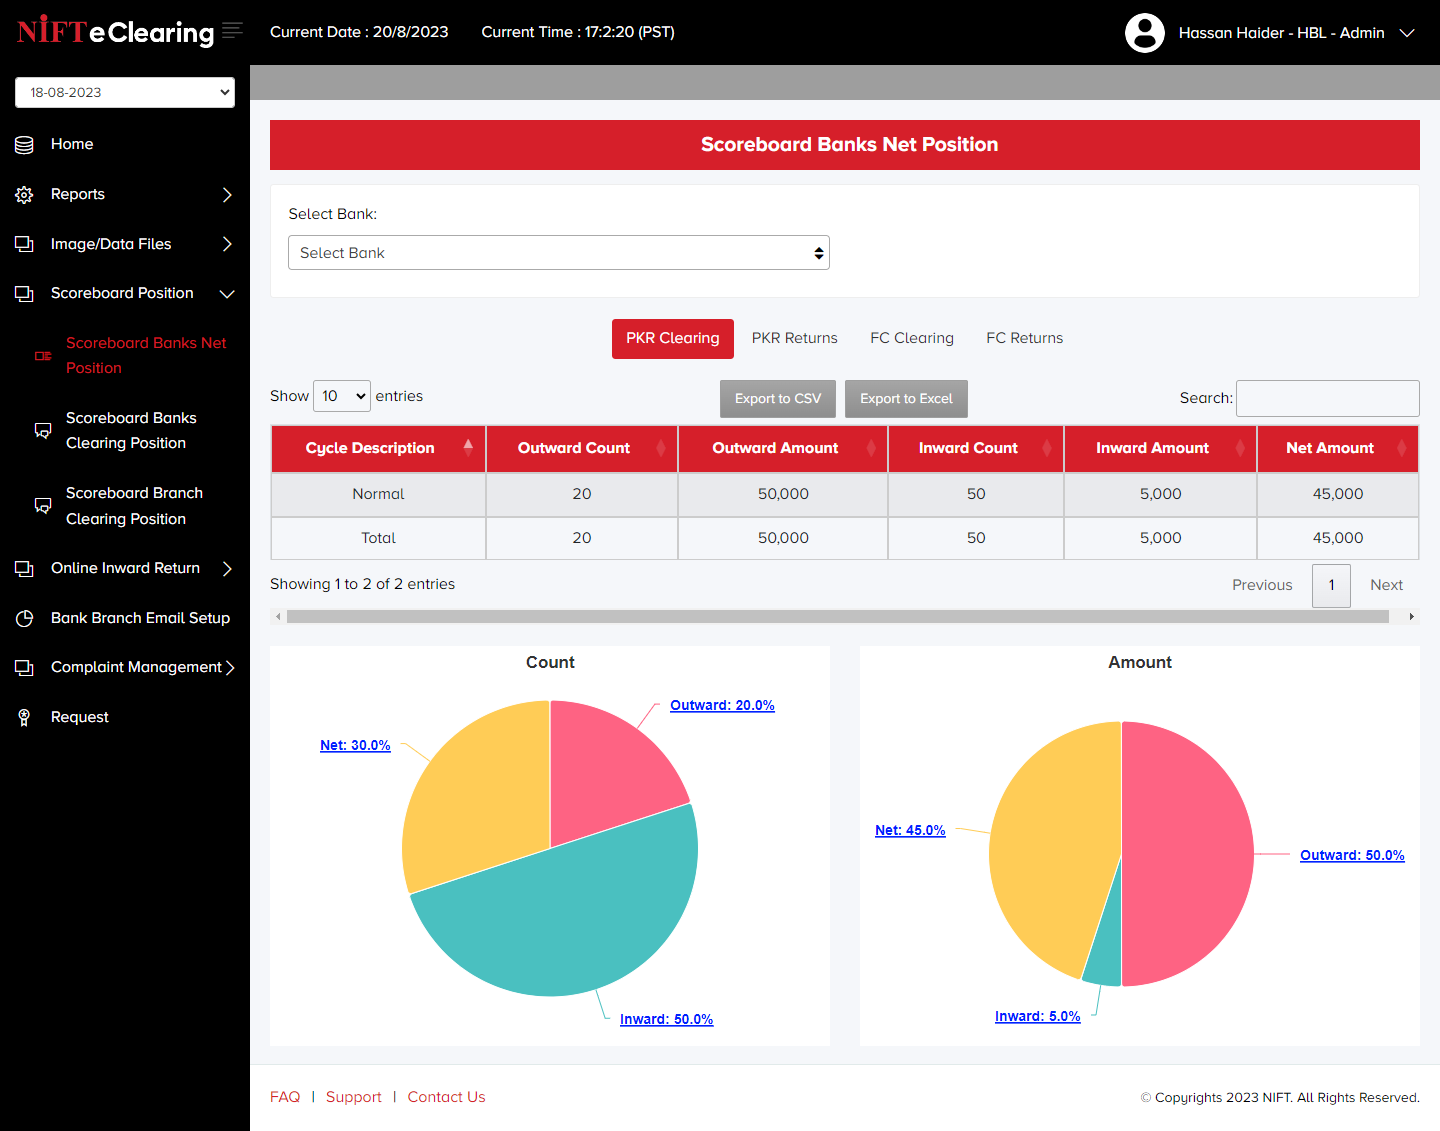 NIFT eClearing
Current Date : 20/8/2023
Current Time : 17:2:20 (PST)
Hassan Haider - HBL - Admin
18-08-2023
Home
Reports
Image/Data Files
Scoreboard Position
Scoreboard Banks Net
Position
Scoreboard Banks
Clearing Position
Scoreboard Branch
Clearing Position
Online Inward Return
Bank Branch Email Setup
Complaint Management
Request
Scoreboard Banks Net Position
Select Bank:
Select Bank
PKR Clearing PKR Returns FC Clearing FC Returns
Show 10 entries
Export to CSV Export to Excel
Search:
Cycle Description Outward Count Outward Amount Inward Count Inward Amount Net Amount
Normal 20 50,000 50 5,000 45,000
Total 20 50,000 50 5,000 45,000
Showing 1 to 2 of 2 entries
Previous 1 Next
Count
Outward: 20.0%
Net: 30.0%
Inward: 50.0%
Amount
Net: 45.0%
Outward: 50.0%
Inward: 5.0%
FAQ | Support | Contact Us
© Copyrights 2023 NIFT. All Rights Reserved.